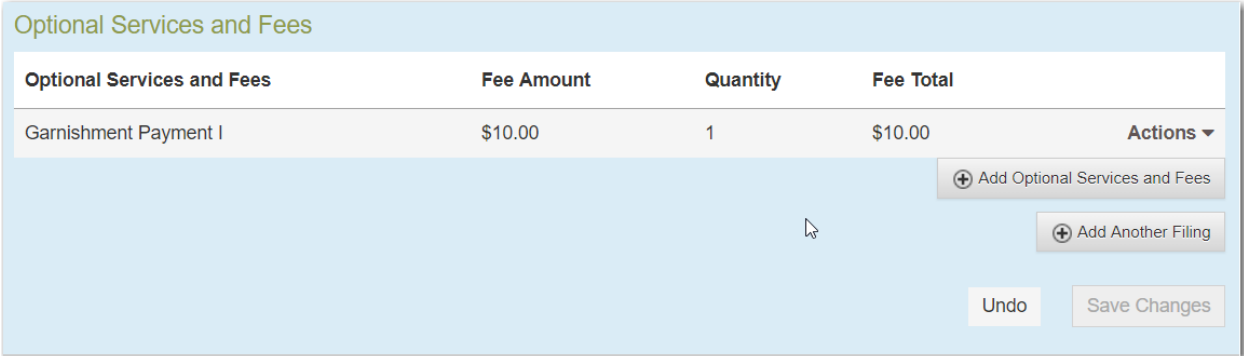 Optional Services and Fees
Optional Services and Fees Fee Amount Quantity Fee Total
Garnishment Payment I $10.00 1 $10.00 Actions
Add Optional Services and Fees
Add Another Filing
Undo Save Changes